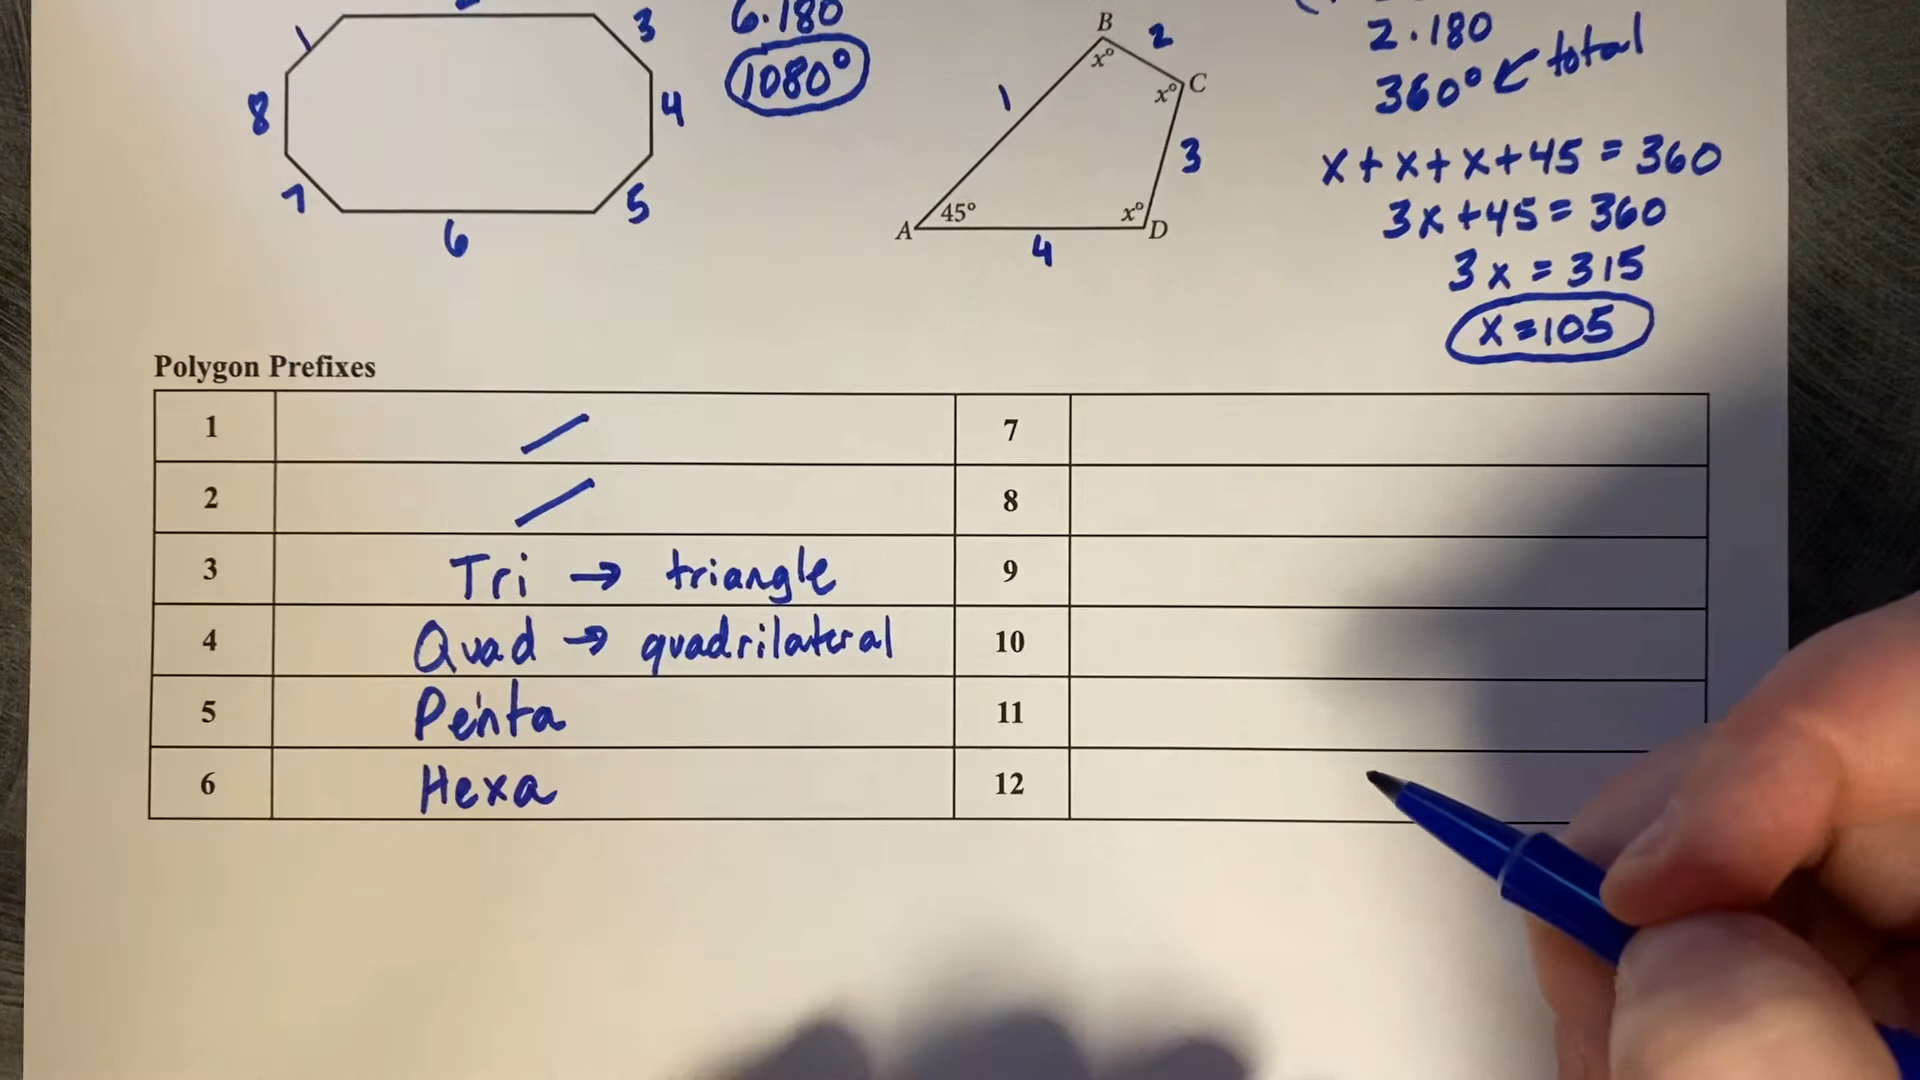 1
3
4
5
6
7
8
6.180
1080°
B
x°
2
C
x°
1
3
A
45°
x°
D
4
2.180
360° ← total
x + x + x + 45 = 360
3x + 45 = 360
3x = 315
x = 105
Polygon Prefixes
1
2
3 Tri → triangle
4 Quad → quadrilateral
5 Penta
6 Hexa
7
8
9
10
11
12